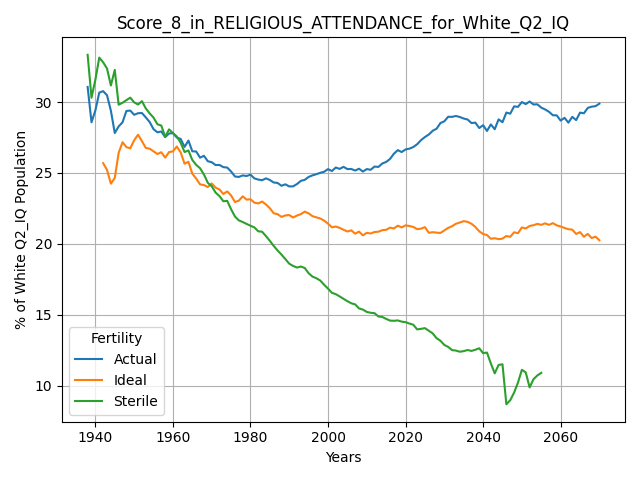 Score_8_in_RELIGIOUS_ATTENDANCE_for_White_Q2_IQ
% of White Q2_IQ Population
30
25
20
15
10
Fertility
Actual
Ideal
Sterile
1940 1960 1980 2000 2020 2040 2060
Years